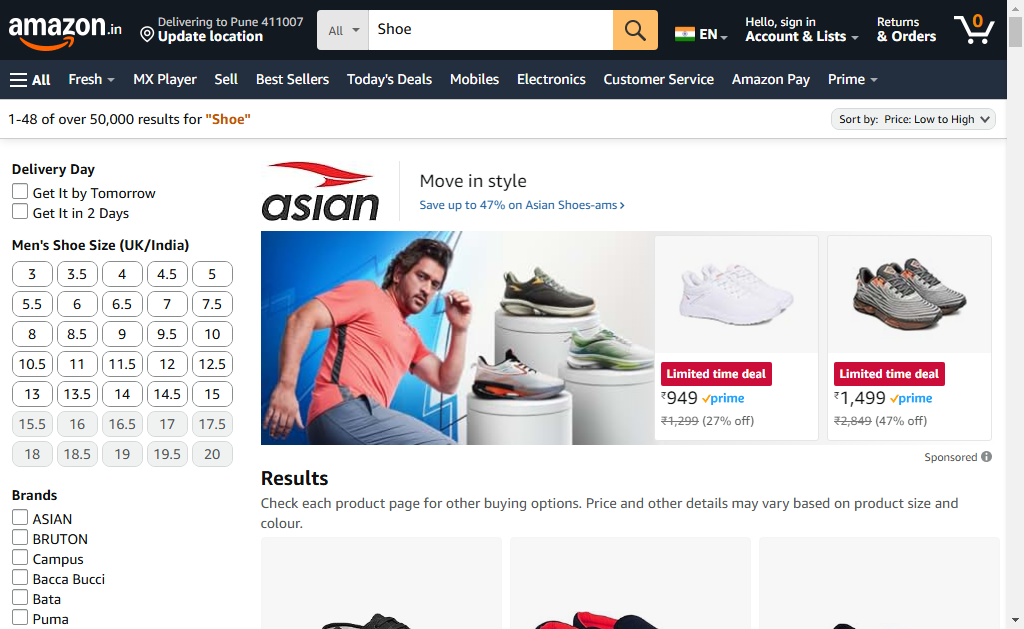 amazon.in
Delivering to Pune 411007
Update location
All
Shoe
EN
Hello, sign in
Account & Lists
Returns
& Orders
0
All
Fresh
MX Player
Sell
Best Sellers
Today's Deals
Mobiles
Electronics
Customer Service
Amazon Pay
Prime
1-48 of over 50,000 results for "Shoe"
Sort by: Price: Low to High
Delivery Day
Get It by Tomorrow
Get It in 2 Days
Men's Shoe Size (UK/India)
3 3.5 4 4.5 5
5.5 6 6.5 7 7.5
8 8.5 9 9.5 10
10.5 11 11.5 12 12.5
13 13.5 14 14.5 15
15.5 16 16.5 17 17.5
18 18.5 19 19.5 20
Brands
ASIAN
BRUTON
Campus
Bacca Bucci
Bata
Puma
asian
Move in style
Save up to 47% on Asian Shoes-ams ›
Limited time deal
₹949 prime
₹1,299 (27% off)
Limited time deal
₹1,499 prime
₹2,849 (47% off)
Sponsored
Results
Check each product page for other buying options. Price and other details may vary based on product size and
colour.